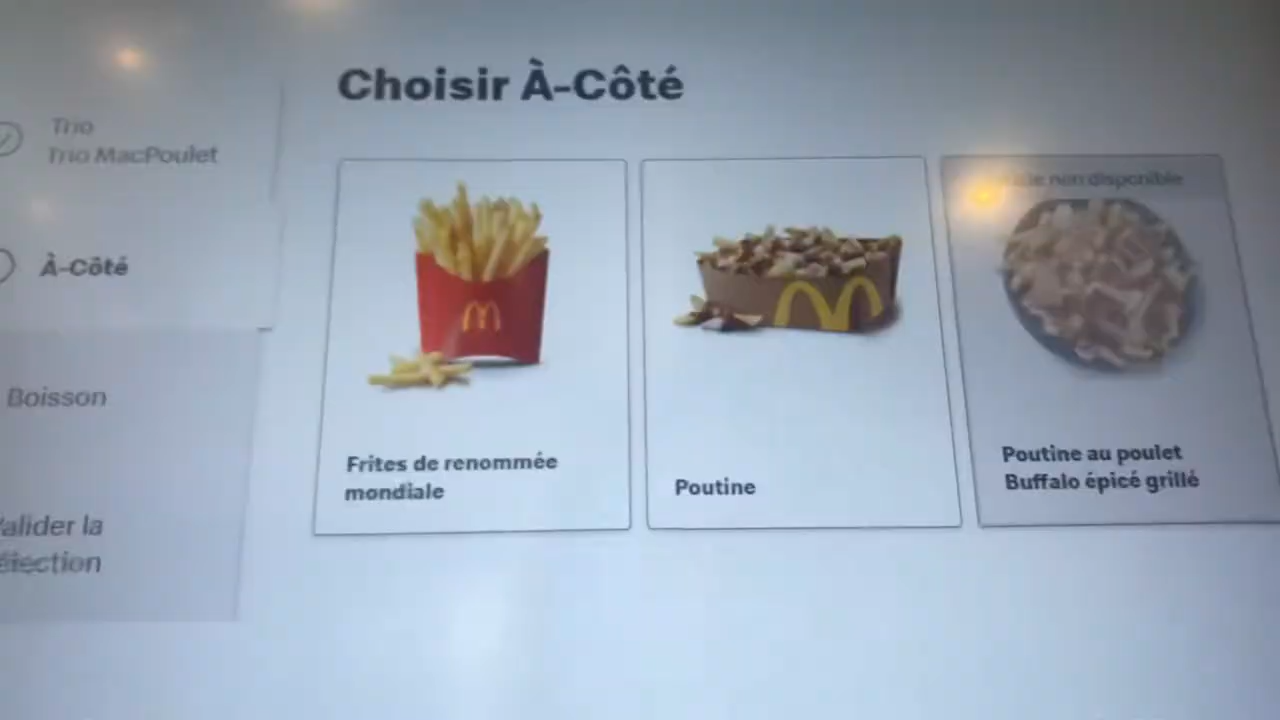 Choisir À-Côté
Trio
Trio MacPoulet
À-Côté
Boisson
Valider la
non disponible
Frites de renommée
mondiale
Poutine
Poutine au poulet
Buffalo épicé grillé